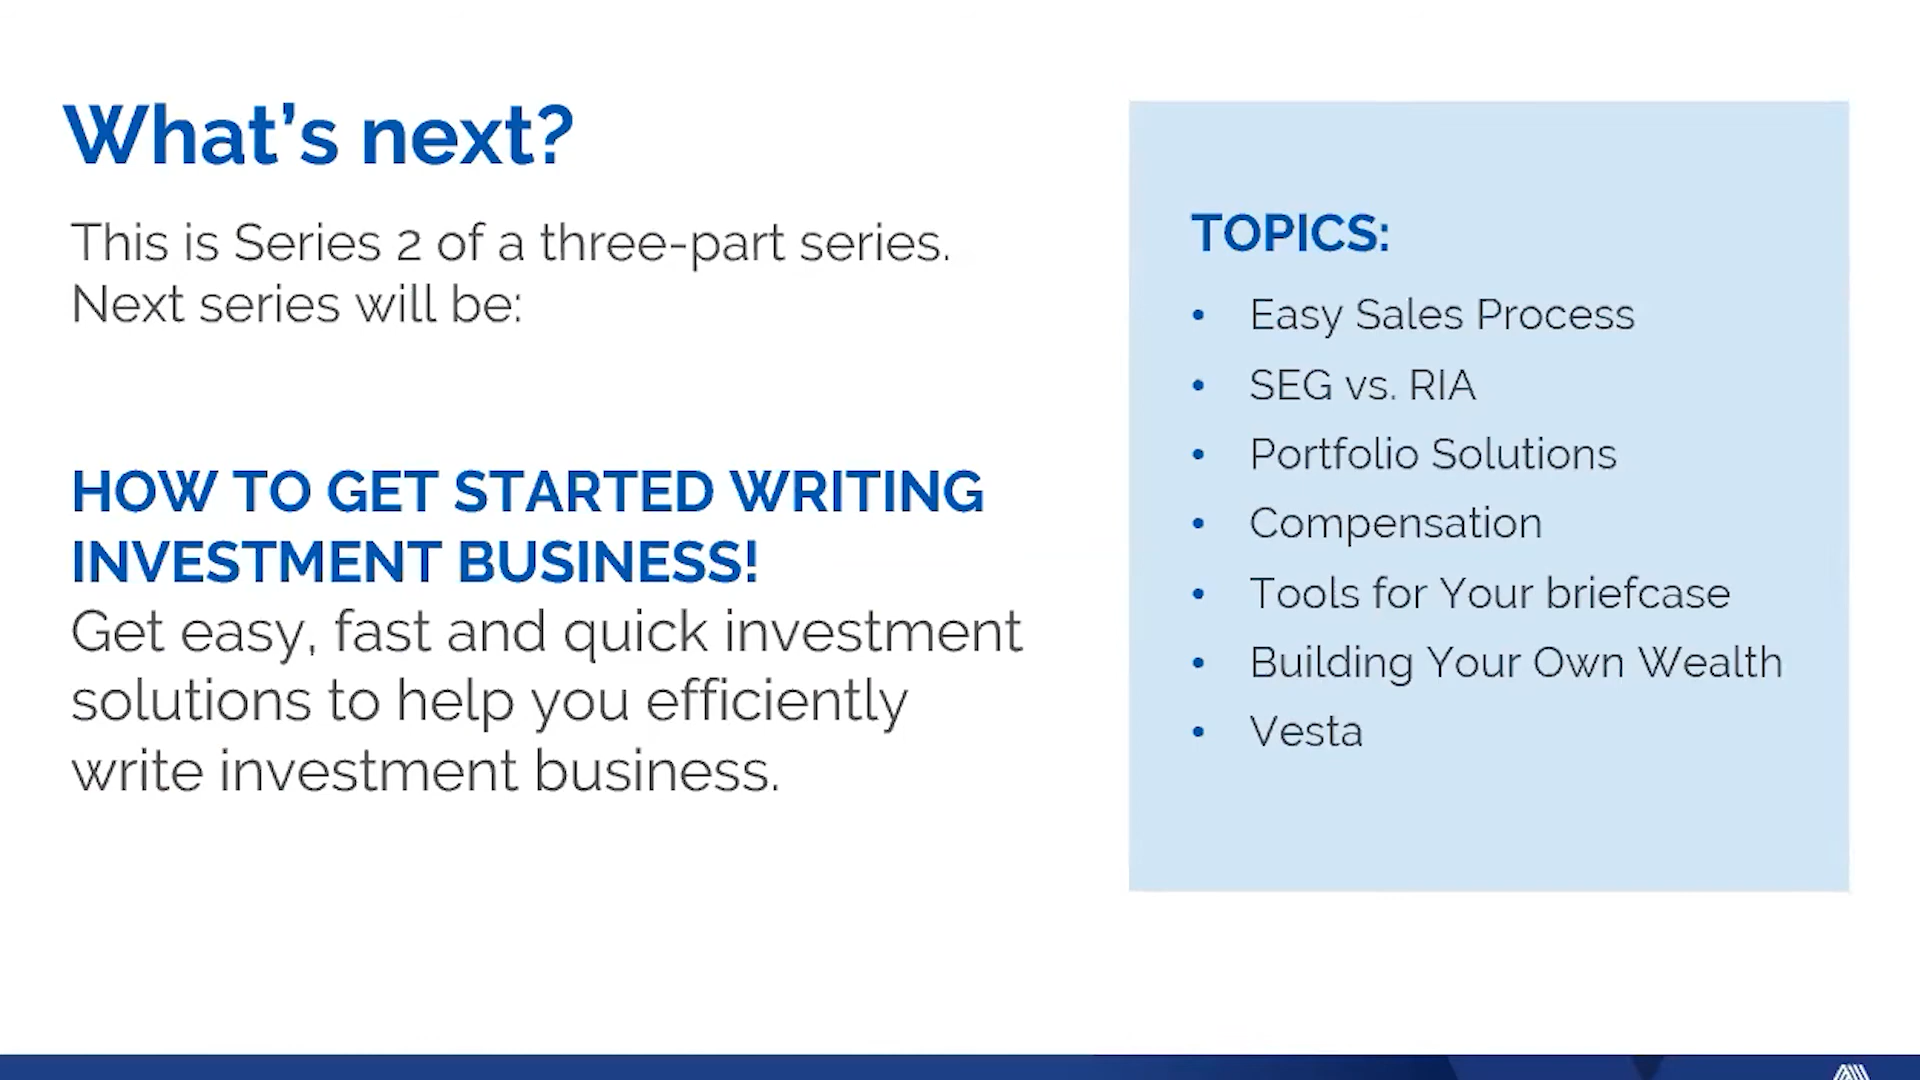 What's next?
This is Series 2 of a three-part series.
Next series will be:
HOW TO GET STARTED WRITING
INVESTMENT BUSINESS!
Get easy, fast and quick investment
solutions to help you efficiently
write investment business.
TOPICS:
• Easy Sales Process
• SEG vs. RIA
• Portfolio Solutions
• Compensation
• Tools for Your briefcase
• Building Your Own Wealth
• Vesta